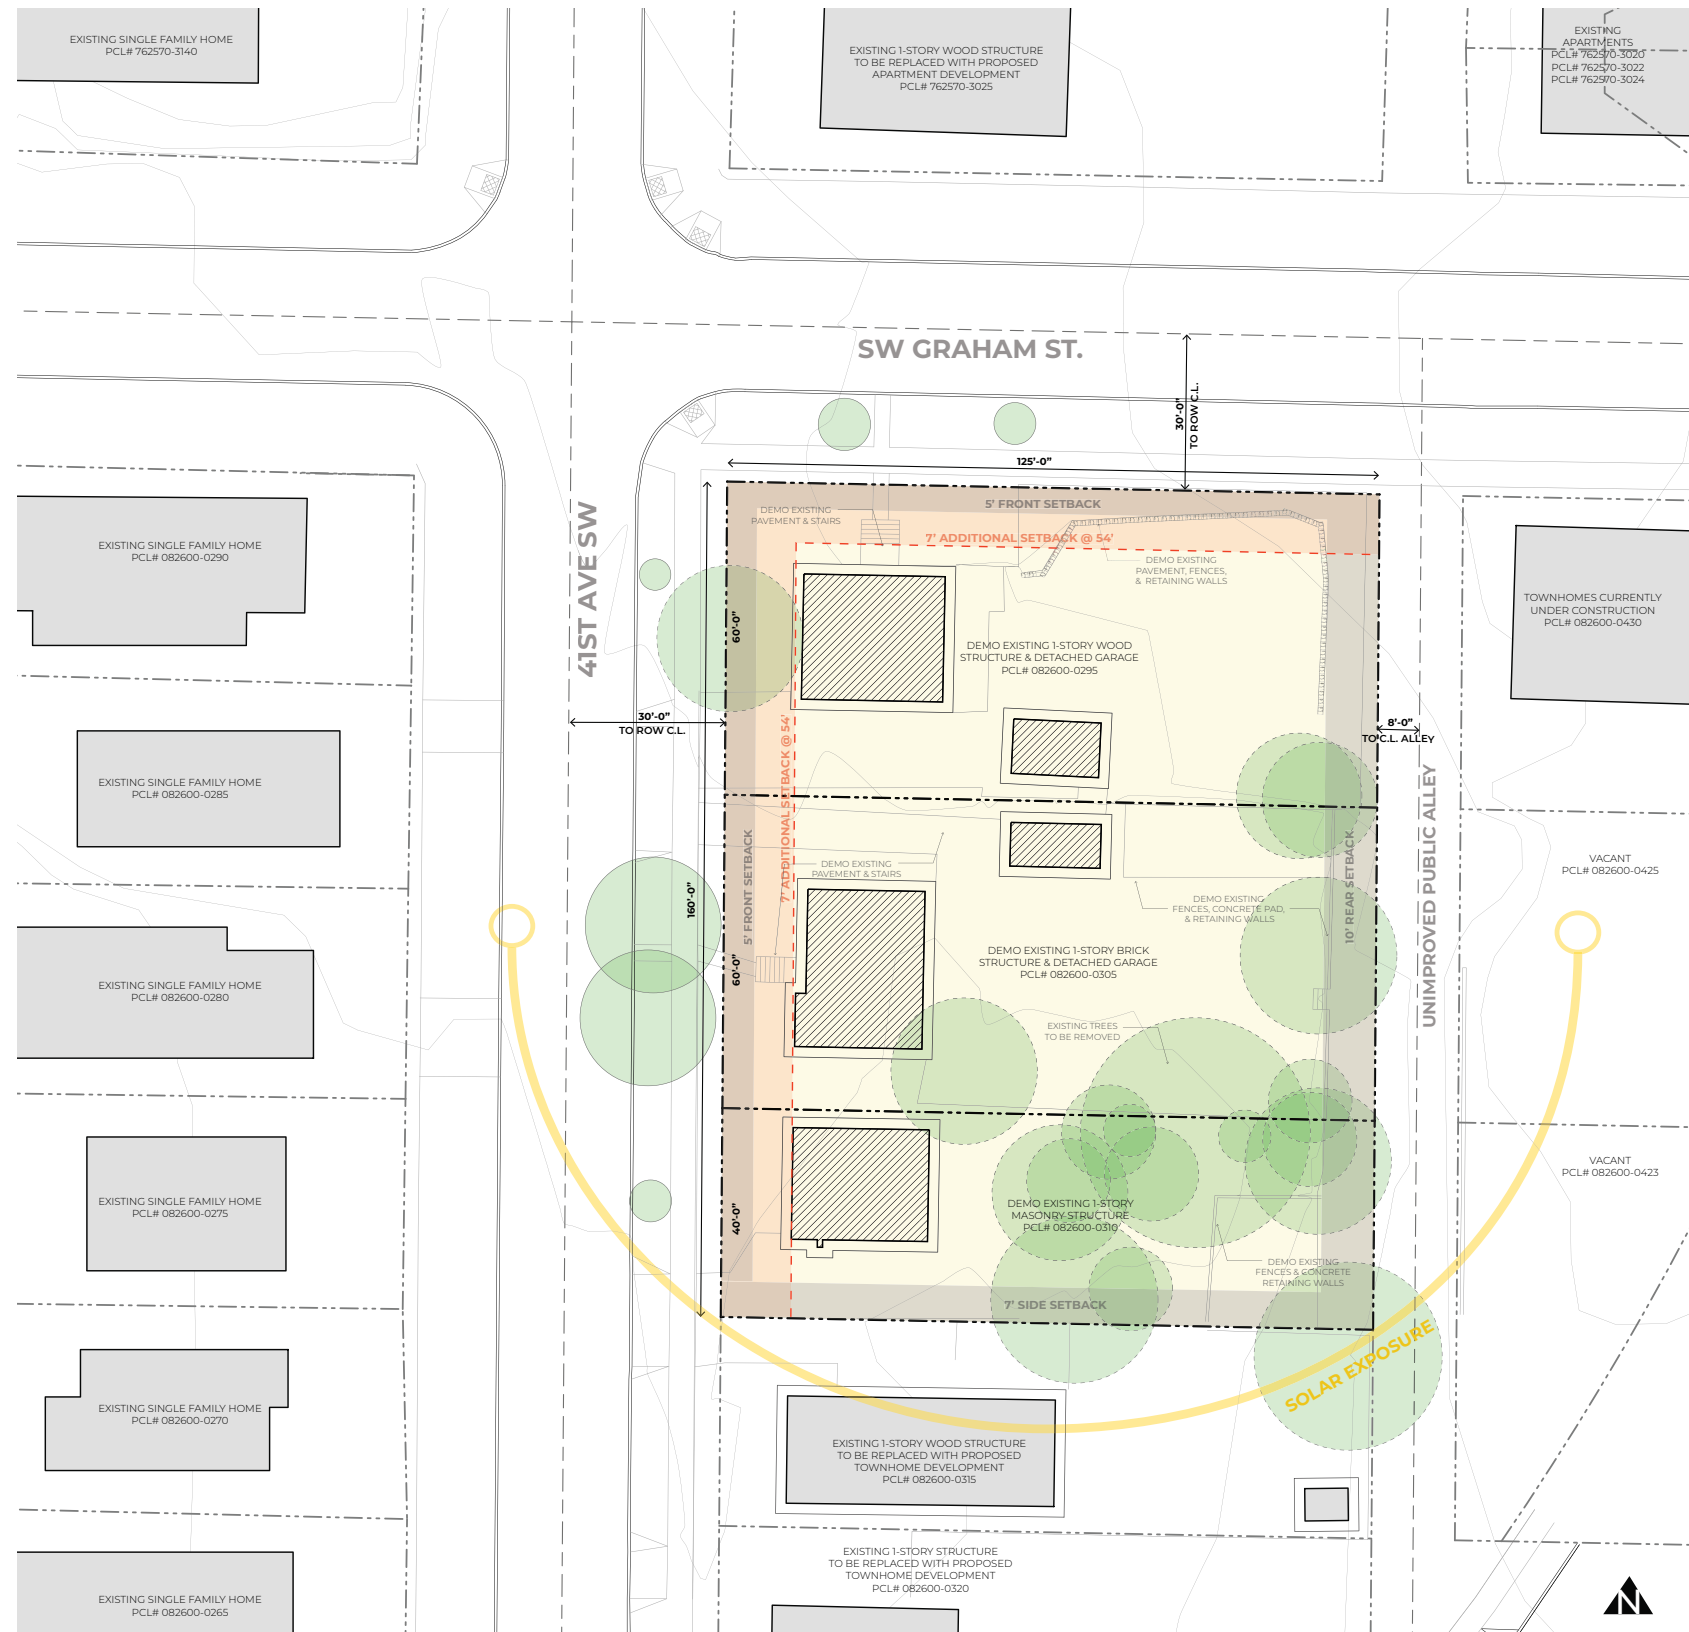 EXISTING SINGLE FAMILY HOME
PCL# 762570-3140
EXISTING 1-STORY WOOD STRUCTURE
TO BE REPLACED WITH PROPOSED
APARTMENT DEVELOPMENT
PCL# 762570-3025
EXISTING
APARTMENTS
PCL# 762570-3020
PCL# 762570-3022
PCL# 762570-3024
SW GRAHAM ST.
30'-0"
TO ROW C.L.
125'-0"
41ST AVE SW
5' FRONT SETBACK
DEMO EXISTING
PAVEMENT & STAIRS
7' ADDITIONAL SETBACK @ 54'
DEMO EXISTING
PAVEMENT, FENCES,
& RETAINING WALLS
EXISTING SINGLE FAMILY HOME
PCL# 082600-0290
TOWNHOMES CURRENTLY
UNDER CONSTRUCTION
PCL# 082600-0430
60'-0"
DEMO EXISTING 1-STORY WOOD
STRUCTURE & DETACHED GARAGE
PCL# 082600-0295
30'-0"
TO ROW C.L.
8'-0"
TO C.L. ALLEY
7' ADDITIONAL SETBACK @ 54'
EXISTING SINGLE FAMILY HOME
PCL# 082600-0285
UNIMPROVED PUBLIC ALLEY
5' FRONT SETBACK
10' REAR SETBACK
160'-0"
DEMO EXISTING
PAVEMENT & STAIRS
VACANT
PCL# 082600-0425
DEMO EXISTING
FENCES, CONCRETE PAD,
& RETAINING WALLS
60'-0"
DEMO EXISTING 1-STORY BRICK
STRUCTURE & DETACHED GARAGE
PCL# 082600-0305
EXISTING SINGLE FAMILY HOME
PCL# 082600-0280
EXISTING TREES
TO BE REMOVED
VACANT
PCL# 082600-0423
EXISTING SINGLE FAMILY HOME
PCL# 082600-0275
40'-0"
DEMO EXISTING 1-STORY
MASONRY STRUCTURE
PCL# 082600-0310
DEMO EXISTING
FENCES & CONCRETE
RETAINING WALLS
7' SIDE SETBACK
SOLAR EXPOSURE
EXISTING SINGLE FAMILY HOME
PCL# 082600-0270
EXISTING 1-STORY WOOD STRUCTURE
TO BE REPLACED WITH PROPOSED
TOWNHOME DEVELOPMENT
PCL# 082600-0315
EXISTING 1-STORY STRUCTURE
TO BE REPLACED WITH PROPOSED
TOWNHOME DEVELOPMENT
PCL# 082600-0320
EXISTING SINGLE FAMILY HOME
PCL# 082600-0265
N